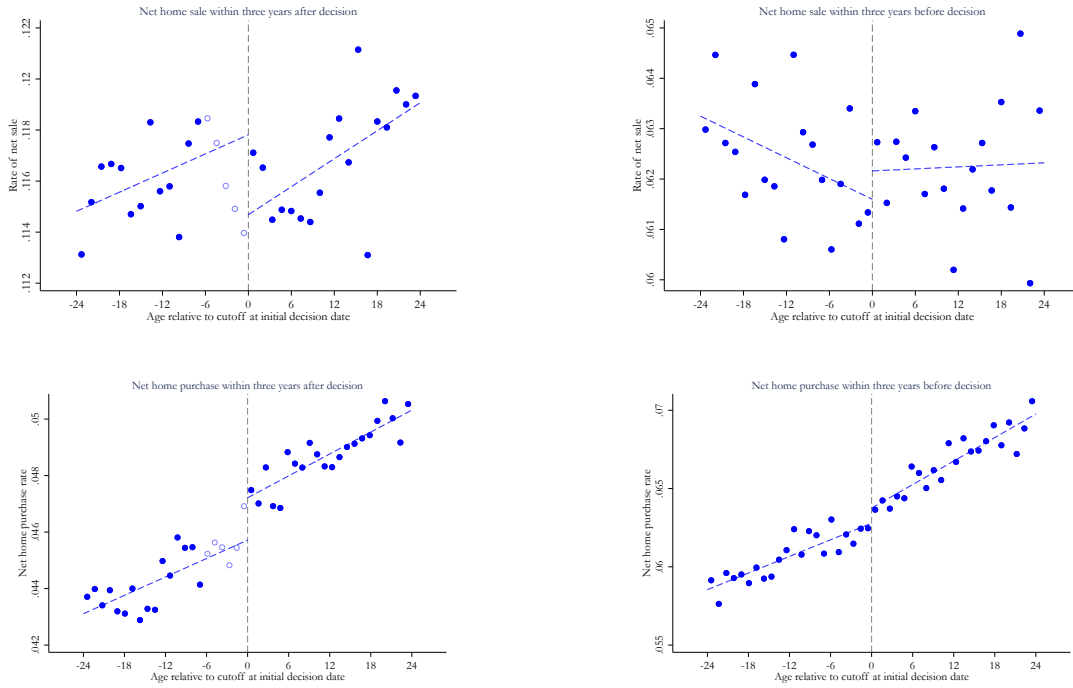 Net home sale within three years after decision
Rate of net sale
.122
.12
.118
.116
.114
.112
-24 -18 -12 -6 0 6 12 18 24
Age relative to cutoff at initial decision date
Net home sale within three years before decision
Rate of net sale
.065
.064
.063
.062
.061
.06
-24 -18 -12 -6 0 6 12 18 24
Age relative to cutoff at initial decision date
Net home purchase within three years after decision
Net home purchase rate
.05
.048
.046
.044
.042
-24 -18 -12 -6 0 6 12 18 24
Age relative to cutoff at initial decision date
Net home purchase within three years before decision
Net home purchase rate
.07
.065
.06
.055
-24 -18 -12 -6 0 6 12 18 24
Age relative to cutoff at initial decision date